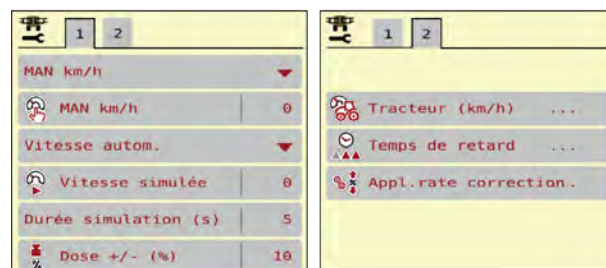 1 2
MAN km/h
MAN km/h 0
Vitesse autom.
Vitesse simulée 0
Durée simulation (s) 5
Dose +/- (%) 10
1 2
Tracteur (km/h) ...
Temps de retard ...
Appl.rate correction.